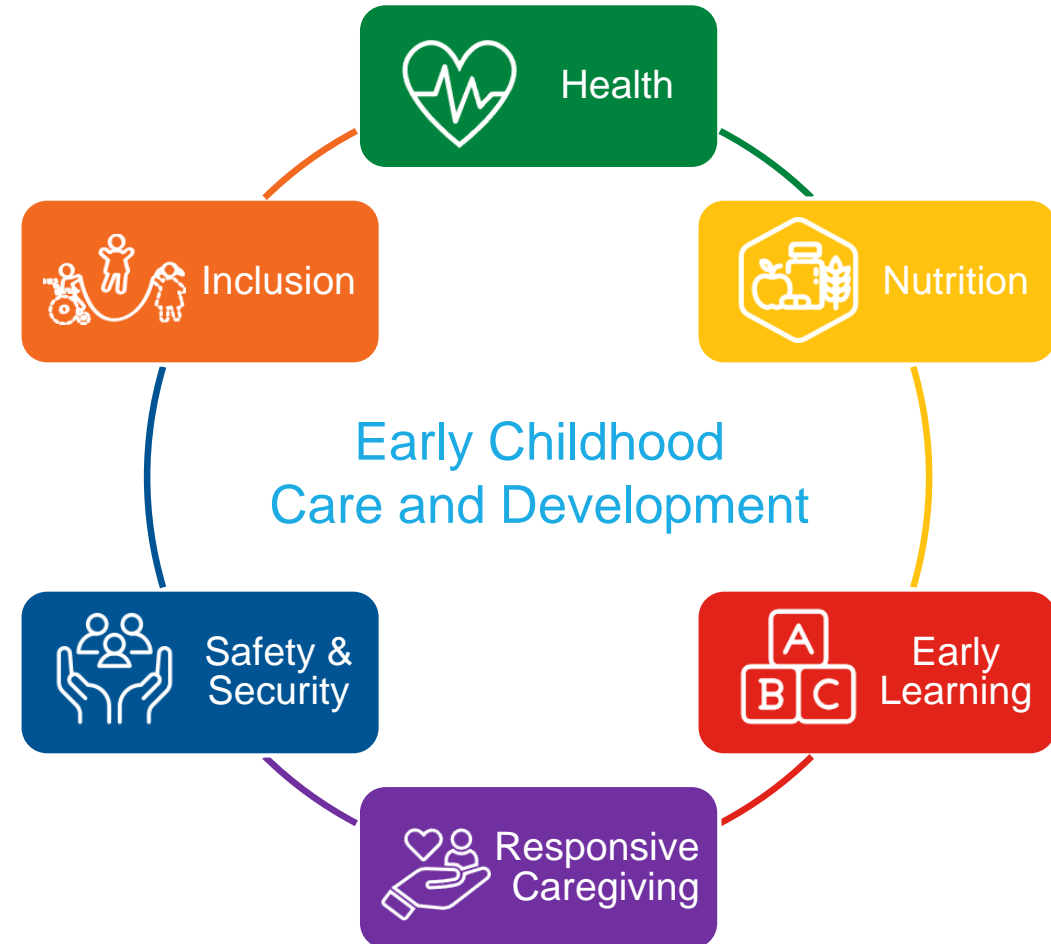 Health
Inclusion
Nutrition
Early Childhood
Care and Development
Safety &
Security
A
B C
Early
Learning
Responsive
Caregiving